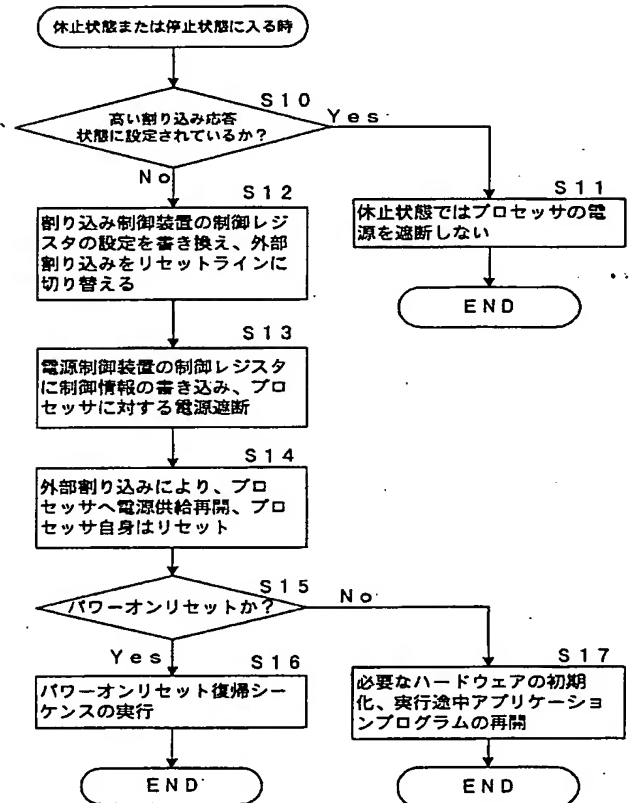 休止状態または停止状態に入る時
S10
高い割り込み応答
状態に設定されているか？
Yes
No
S12
割り込み制御装置の制御レジ
スタの設定を書き換え、外部
割り込みをリセットラインに
切り替える
S11
休止状態ではプロセッサの電
源を遮断しない
END
S13
電源制御装置の制御レジスタ
に制御情報の書き込み、プロ
セッサに対する電源遮断
S14
外部割り込みにより、プロ
セッサへ電源供給再開、プロ
セッサ自身はリセット
S15
パワーオンリセットか？
No
Yes
S16
パワーオンリセット復帰シー
ケンスの実行
END
S17
必要なハードウェアの初期
化、実行途中アプリケーショ
ンプログラムの再開
END